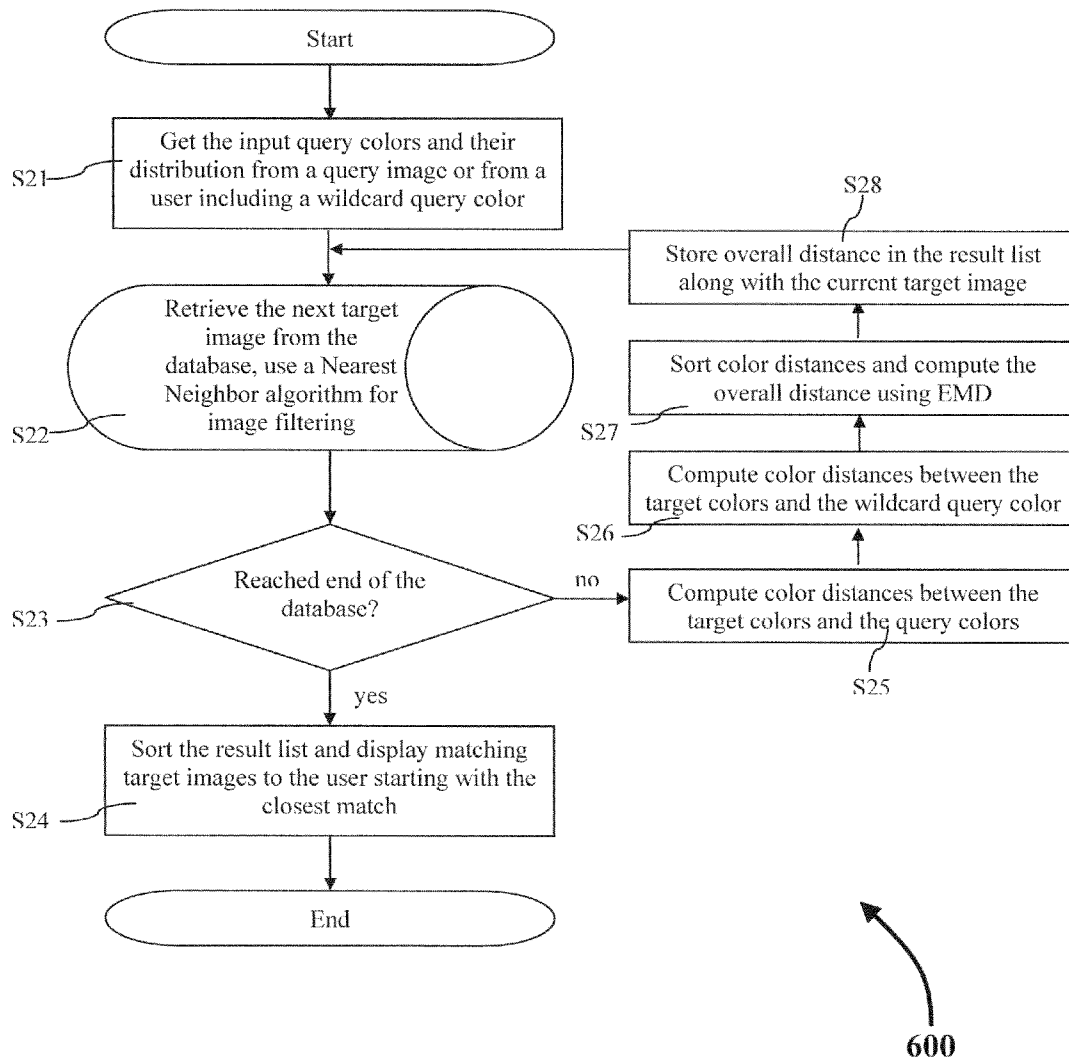 Start
Get the input query colors and their
distribution from a query image or from a
user including a wildcard query color
S21
Retrieve the next target
image from the
database, use a Nearest
Neighbor algorithm for
image filtering
S22
Reached end of the
database?
S23
no
yes
Sort the result list and display matching
target images to the user starting with the
closest match
S24
End
S28
Store overall distance in the result list
along with the current target image
Sort color distances and compute the
overall distance using EMD
S27
Compute color distances between the
target colors and the wildcard query color
S26
Compute color distances between the
target colors and the query colors
S25
600